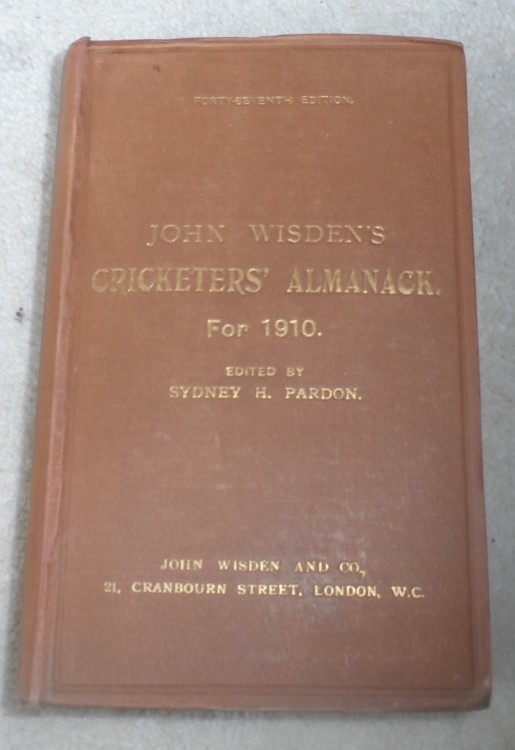 FORTY-SEVENTH EDITION.
JOHN WISDEN'S
CRICKETERS' ALMANACK.
For 1910.
EDITED BY
SYDNEY H. PARDON.
JOHN WISDEN AND CO.,
21, CRANBOURN STREET, LONDON, W.C.